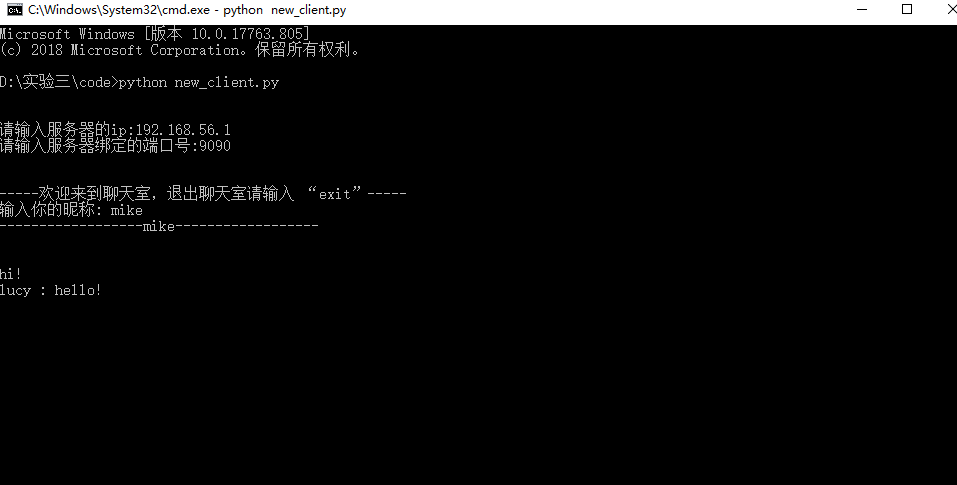 C:\Windows\System32\cmd.exe - python  new_client.py
Microsoft Windows [版本 10.0.17763.805]
(c) 2018 Microsoft Corporation。保留所有权利。
D:\实验三\code>python new_client.py
请输入服务器的ip:192.168.56.1
请输入服务器绑定的端口号:9090
-----欢迎来到聊天室，退出聊天室请输入 “exit”-----
输入你的昵称: mike
------------------mike------------------
hi!
lucy : hello!